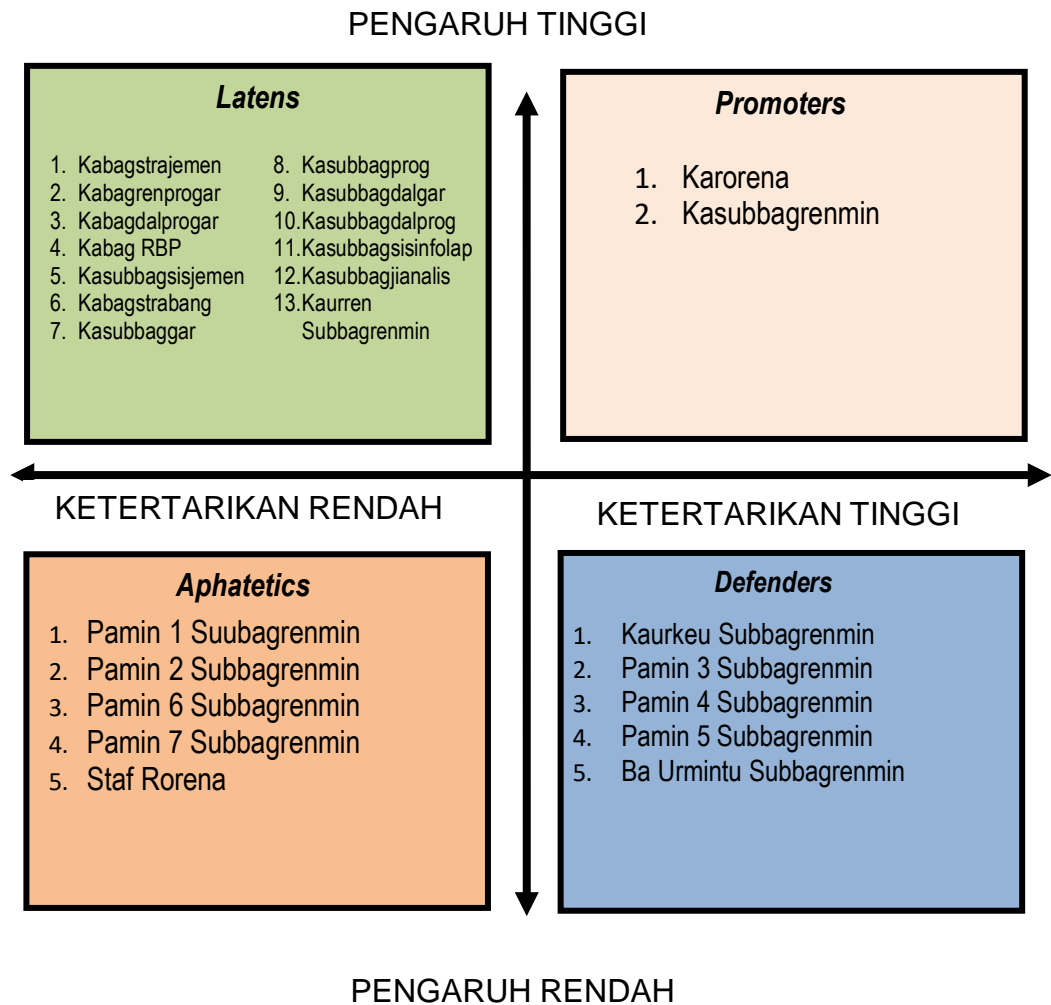 PENGARUH TINGGI
Latens
1. Kabagstrajemen
2. Kabagrenprogar
3. Kabagdalprogar
4. Kabag RBP
5. Kasubbagsisjemen
6. Kabagstrabang
7. Kasubbaggar
8. Kasubbagprog
9. Kasubbagdalgar
10.Kasubbagdalprog
11.Kasubbagsisinfolap
12.Kasubbagjianalis
13.Kaurren
Subbagrenmin
Promoters
1. Karorena
2. Kasubbagrenmin
KETERTARIKAN RENDAH
KETERTARIKAN TINGGI
Aphatetics
1. Pamin 1 Suubagrenmin
2. Pamin 2 Subbagrenmin
3. Pamin 6 Subbagrenmin
4. Pamin 7 Subbagrenmin
5. Staf Rorena
Defenders
1. Kaurkeu Subbagrenmin
2. Pamin 3 Subbagrenmin
3. Pamin 4 Subbagrenmin
4. Pamin 5 Subbagrenmin
5. Ba Urmintu Subbagrenmin
PENGARUH RENDAH